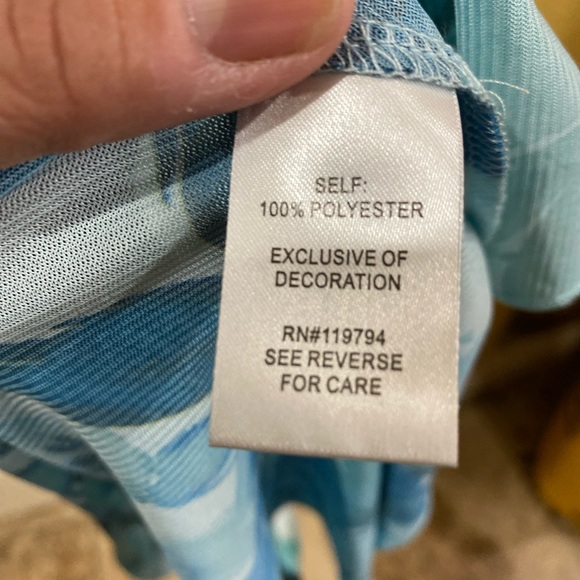 SELF:
100% POLYESTER
EXCLUSIVE OF
DECORATION
RN#119794
SEE REVERSE
FOR CARE